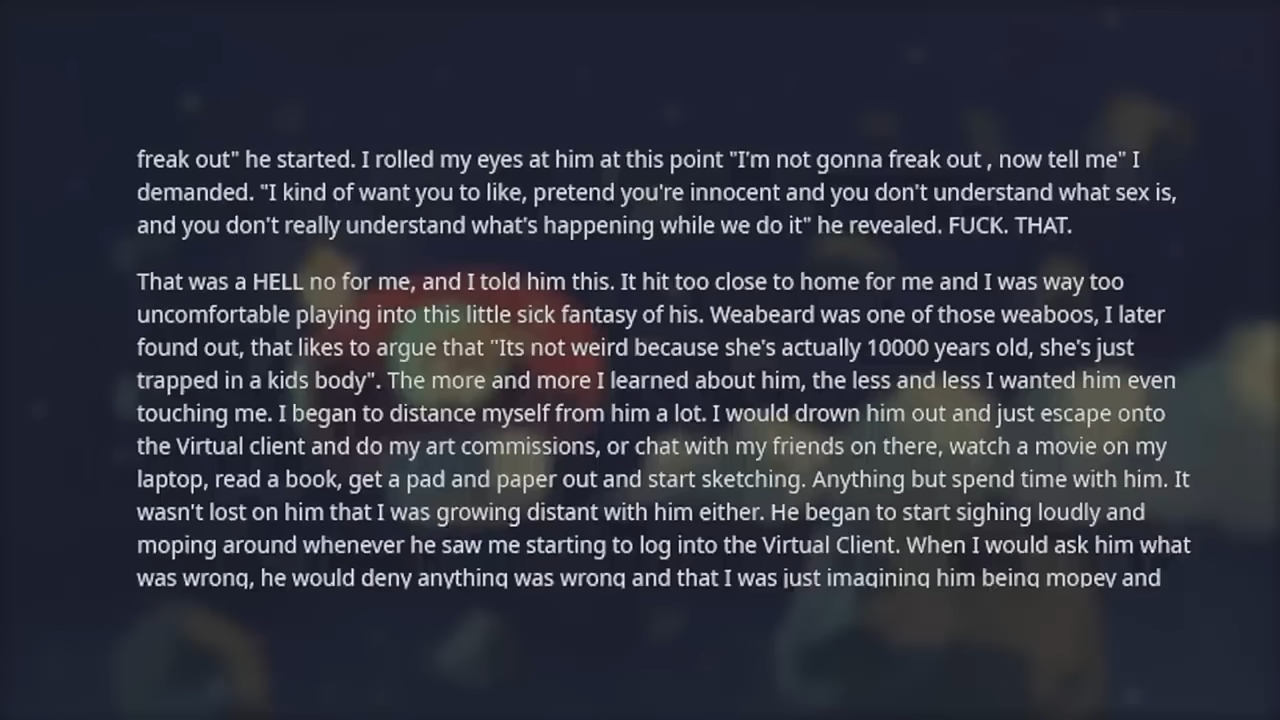 freak out" he started. I rolled my eyes at him at this point "I'm not gonna freak out , now tell me" I
demanded. "I kind of want you to like, pretend you're innocent and you don't understand what sex is,
and you don't really understand what's happening while we do it" he revealed. FUCK. THAT.
That was a HELL no for me, and I told him this. It hit too close to home for me and I was way too
uncomfortable playing into this little sick fantasy of his. Weabeard was one of those weaboos, I later
found out, that likes to argue that "Its not weird because she's actually 10000 years old, she's just
trapped in a kids body". The more and more I learned about him, the less and less I wanted him even
touching me. I began to distance myself from him a lot. I would drown him out and just escape onto
the Virtual client and do my art commissions, or chat with my friends on there, watch a movie on my
laptop, read a book, get a pad and paper out and start sketching. Anything but spend time with him. It
wasn't lost on him that I was growing distant with him either. He began to start sighing loudly and
moping around whenever he saw me starting to log into the Virtual Client. When I would ask him what
was wrong, he would deny anything was wrong and that I was just imagining him being mopey and